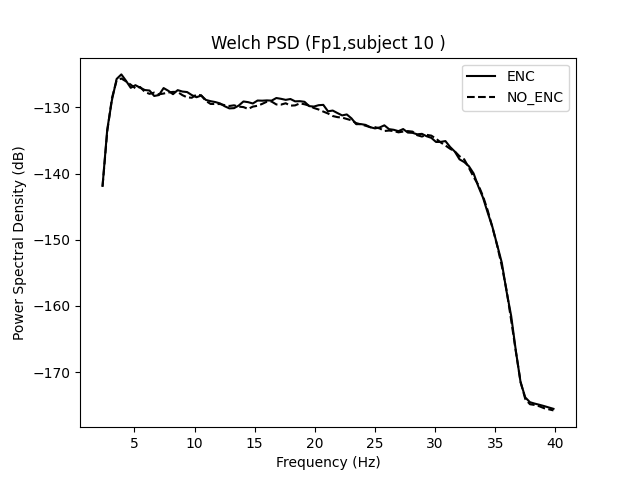 Welch PSD (Fp1,subject 10 )
ENC
NO_ENC
Power Spectral Density (dB)
−130
−140
−150
−160
−170
5 10 15 20 25 30 35 40
Frequency (Hz)